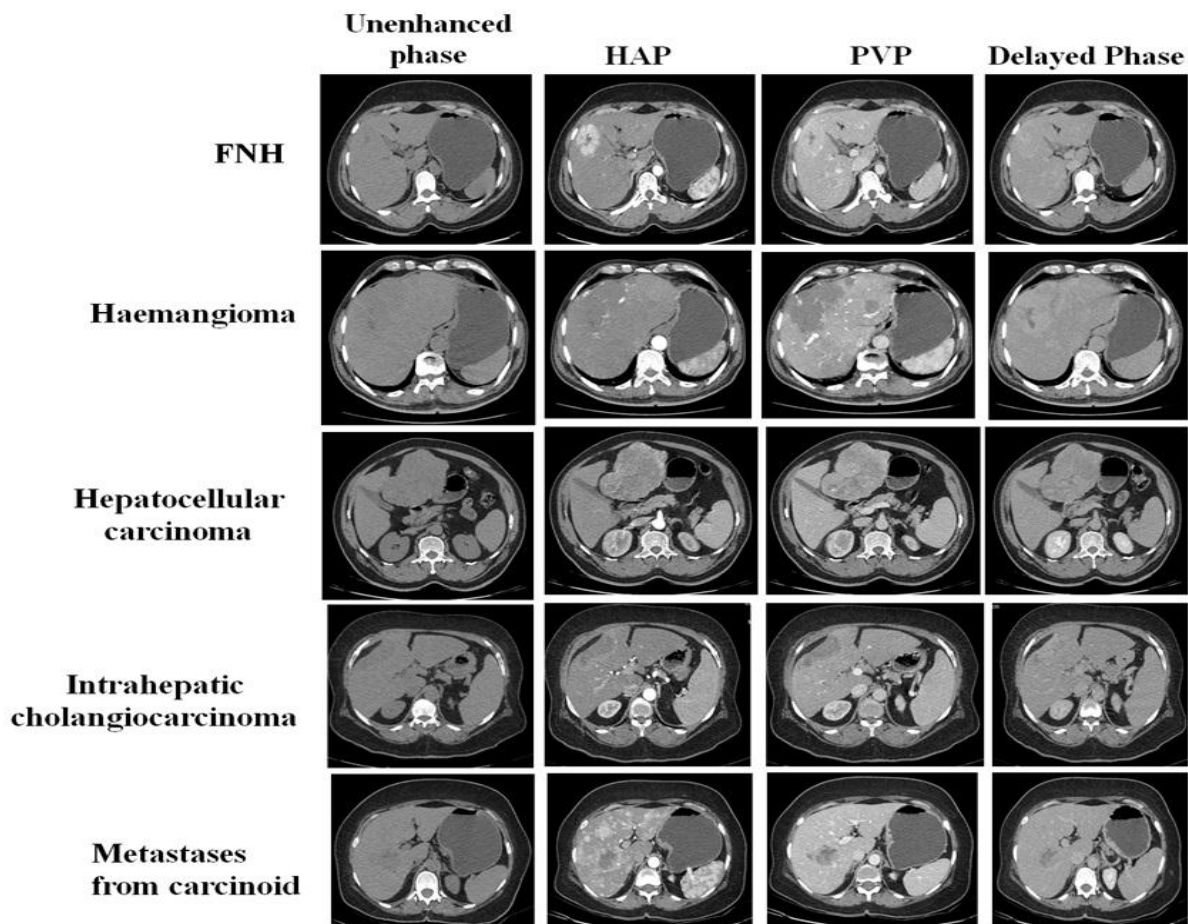 Unenhanced
phase
HAP
PVP
Delayed Phase
FNH
Haemangioma
Hepatocellular
carcinoma
Intrahepatic
cholangiocarcinoma
Metastases
from carcinoid